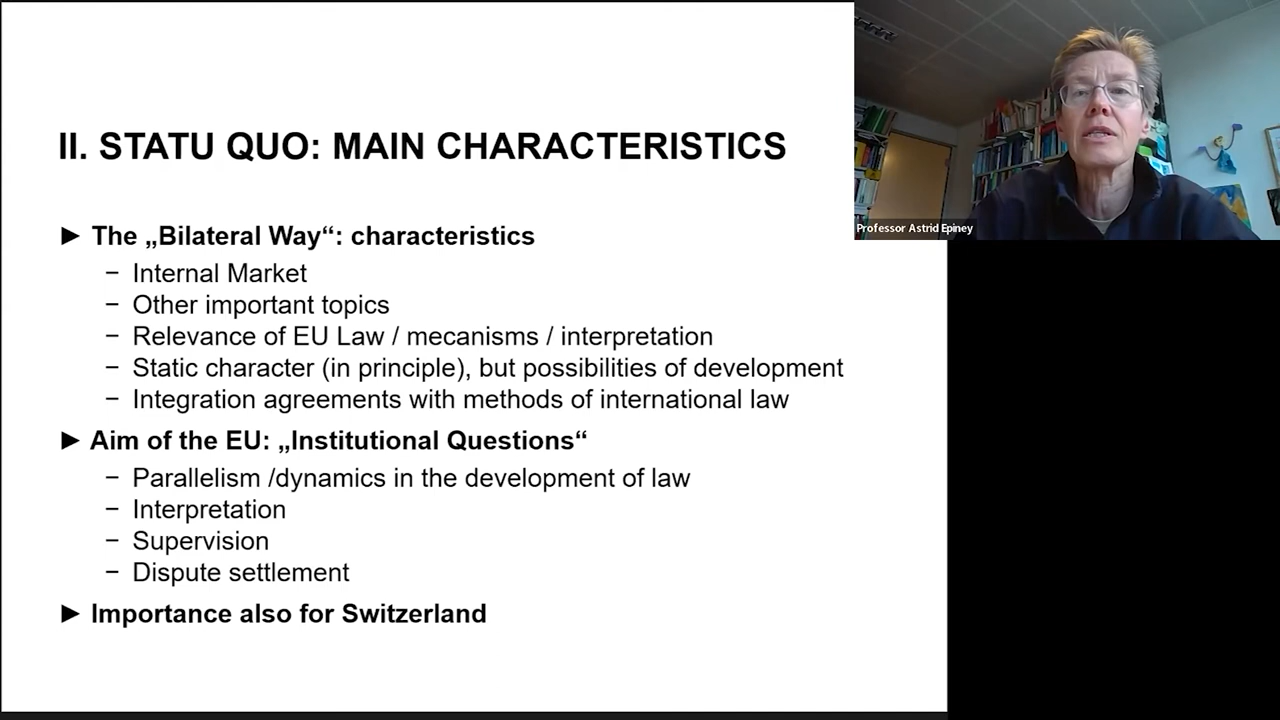 II. STATU QUO: MAIN CHARACTERISTICS
► The „Bilateral Way“: characteristics
− Internal Market
− Other important topics
− Relevance of EU Law / mecanisms / interpretation
− Static character (in principle), but possibilities of development
− Integration agreements with methods of international law
► Aim of the EU: „Institutional Questions“
− Parallelism /dynamics in the development of law
− Interpretation
− Supervision
− Dispute settlement
► Importance also for Switzerland
Professor Astrid Epiney